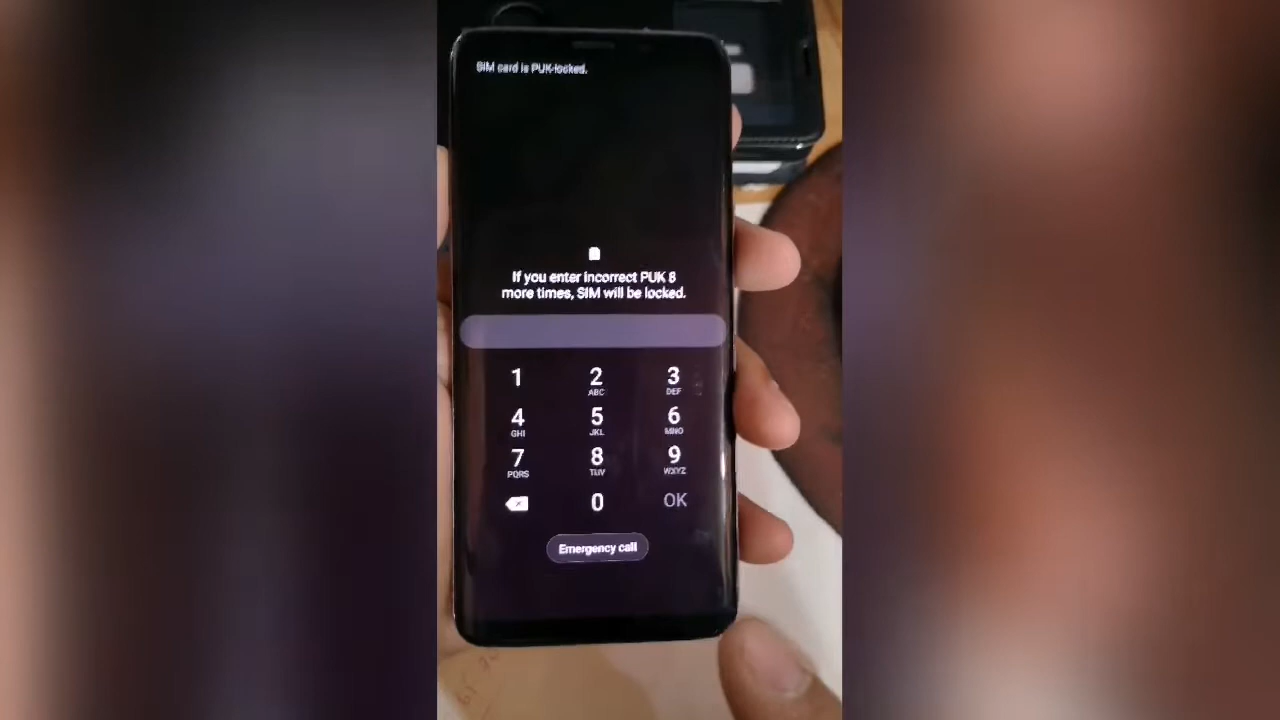 SIM card is PUK-locked.
If you enter incorrect PUK 8
more times, SIM will be locked.
1
2
ABC
3
DEF
4
GHI
5
JKL
6
MNO
7
PQRS
8
TUV
9
WXYZ
0
OK
Emergency call